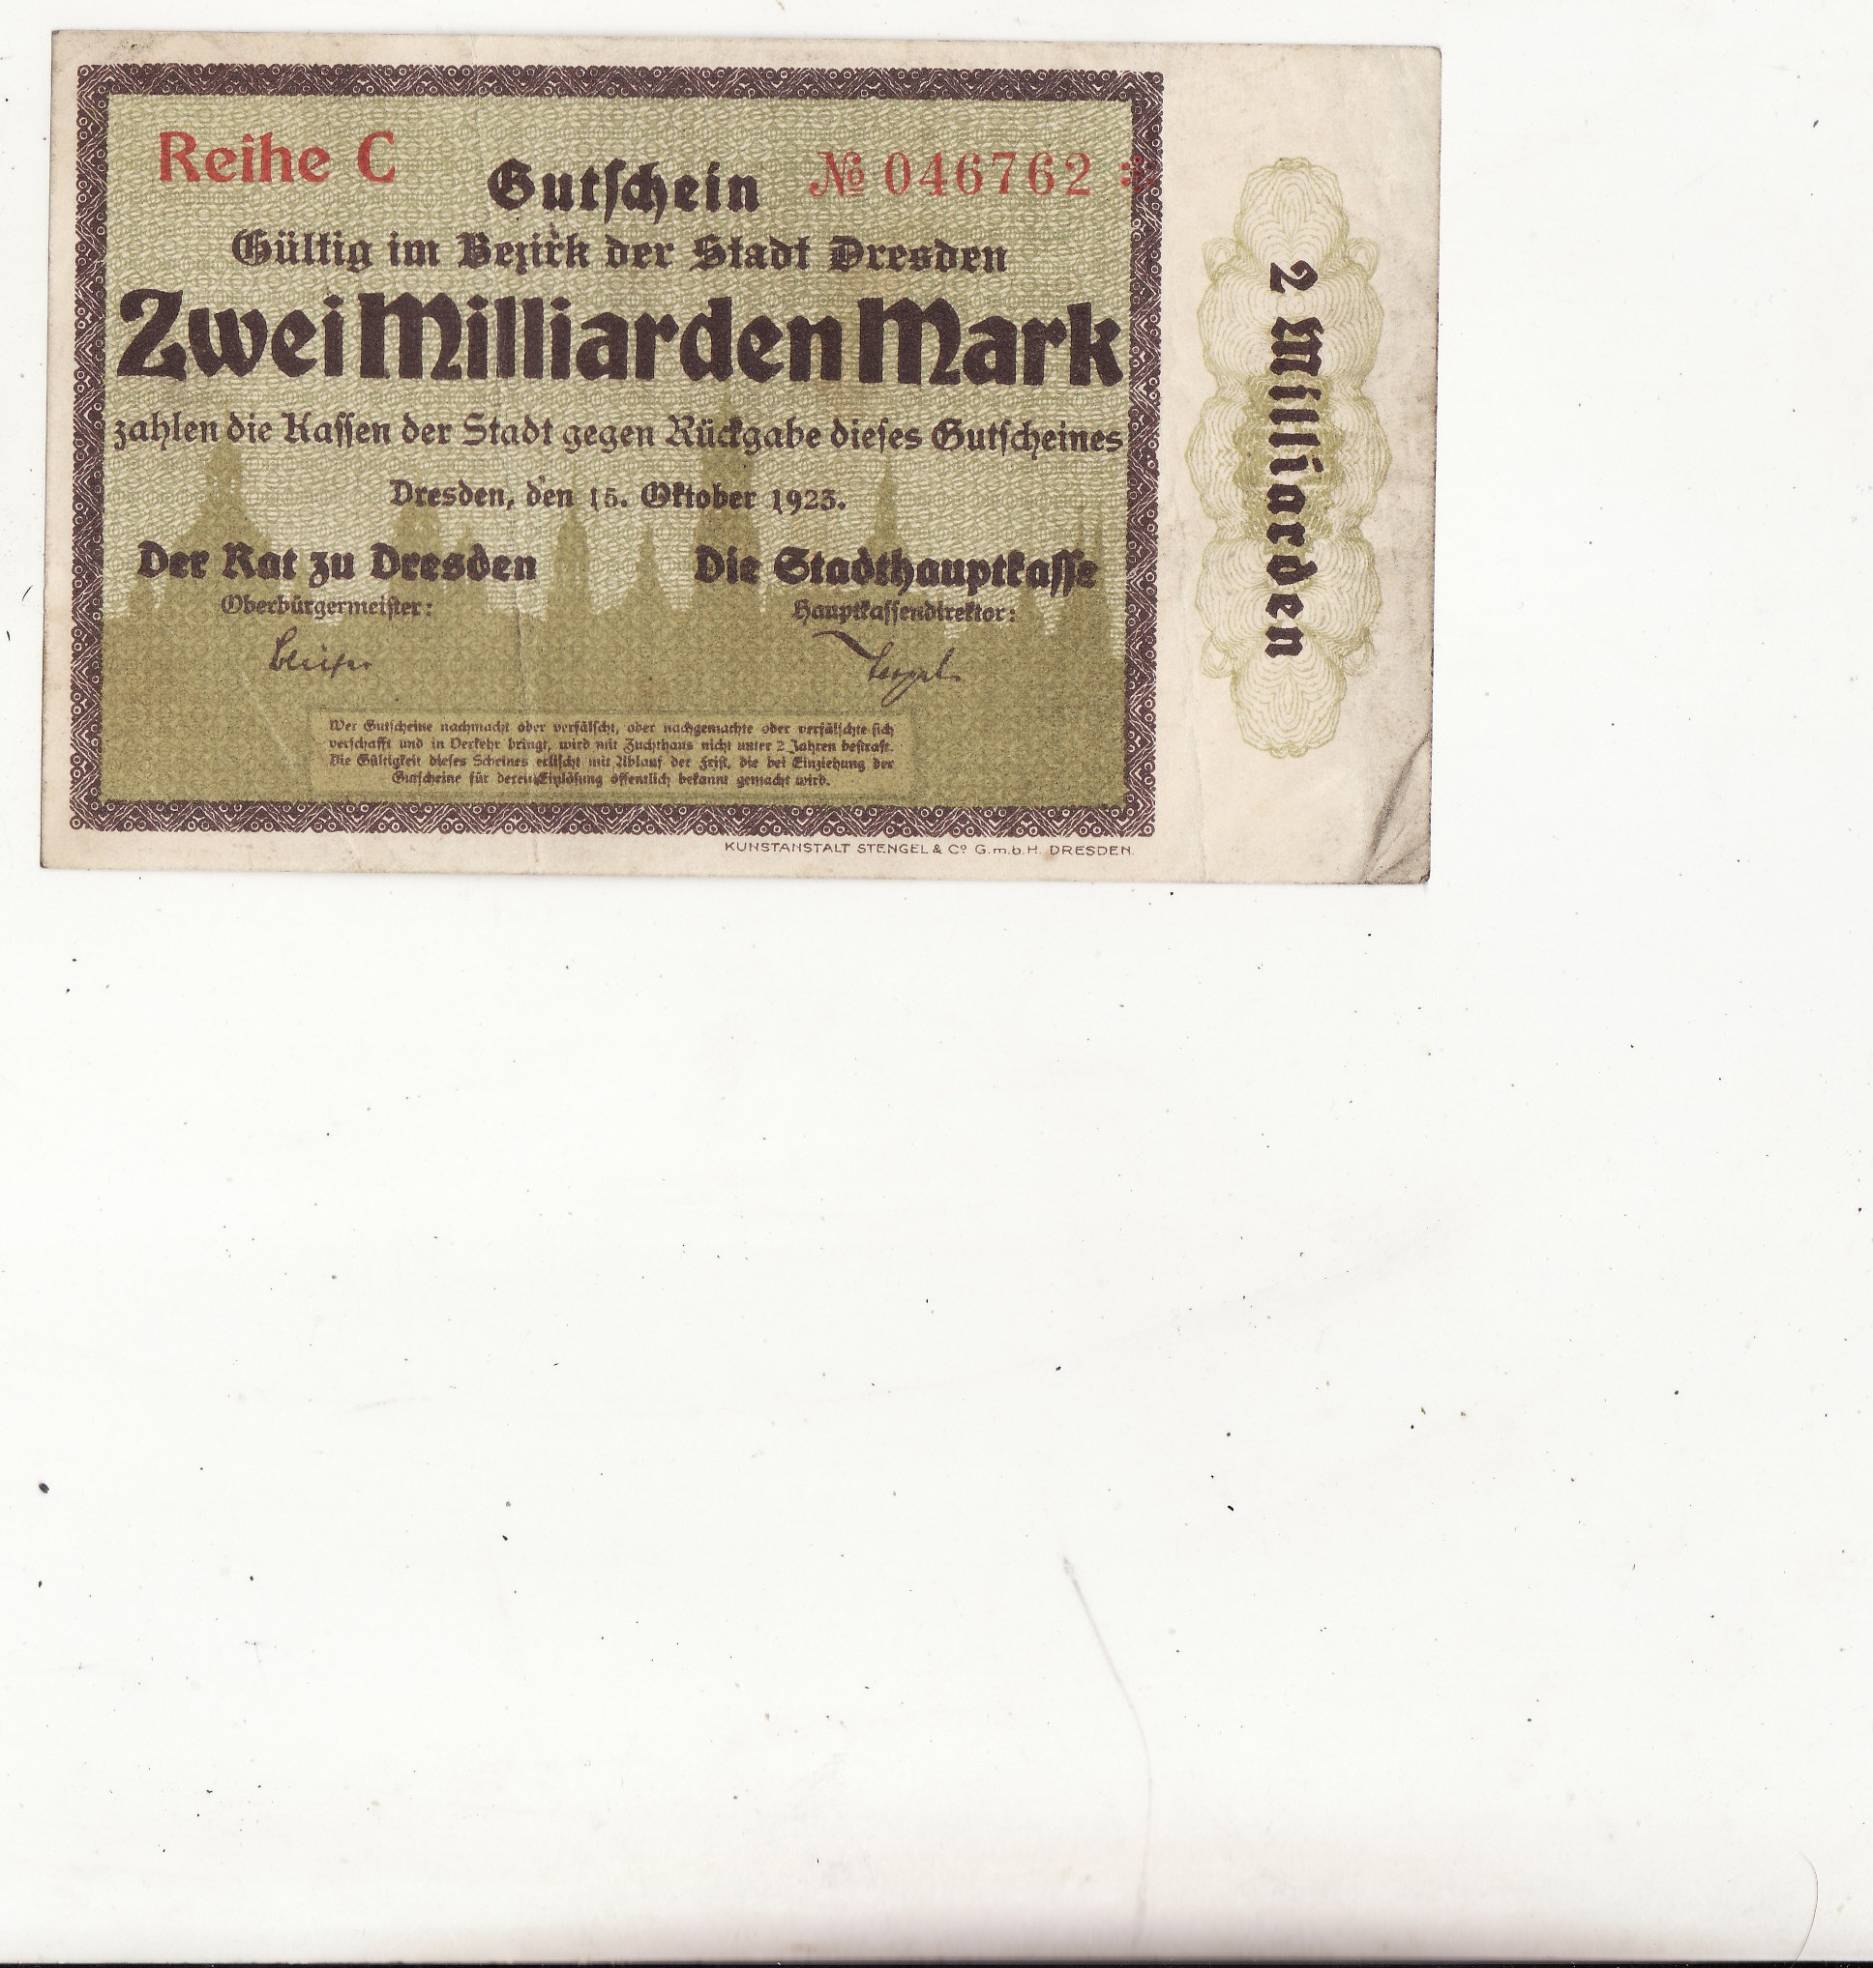 Reihe C
№ 046762 *
Gutschein
Gültig im Bezirk der Stadt Dresden
Zwei Milliarden Mark
zahlen die Kassen der Stadt gegen Rückgabe dieses Gutscheines
Dresden, den 15. Oktober 1923.
Der Rat zu Dresden
Oberbürgermeister:
Die Stadthauptkasse
Hauptkassendirektor:
Wer Gutscheine nachmacht oder verfälscht, oder nachgemachte oder verfälschte sich
verschafft und in Verkehr bringt, wird mit Zuchthaus nicht unter 2 Jahren bestraft.
Die Gültigkeit dieses Scheines erlischt mit Ablauf der Frist, die bei Einziehung der
Gutscheine für deren Einlösung öffentlich bekannt gemacht wird.
KUNSTANSTALT STENGEL & Co G.m.b.H. DRESDEN.
2 Milliarden